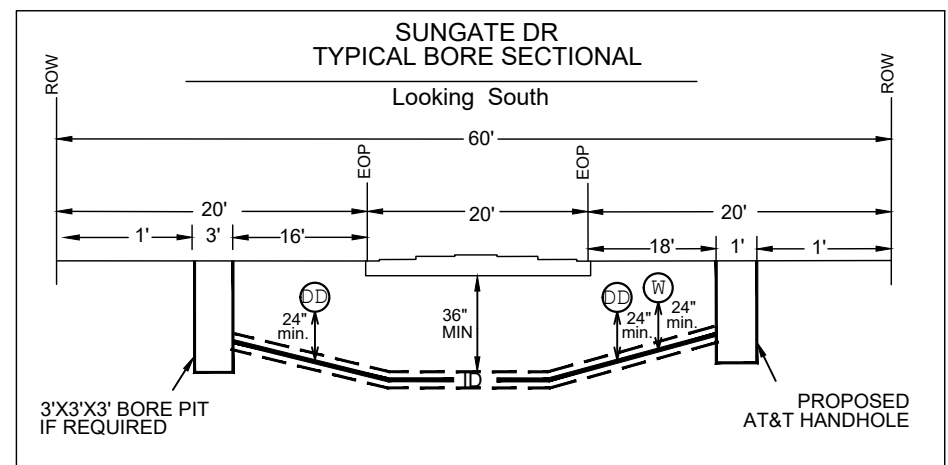 SUNGATE DR
TYPICAL BORE SECTIONAL
Looking South
ROW
ROW
60'
EOP
EOP
20'
20'
20'
1'
3'
16'
18'
1'
1'
DD
DD
W
24"
min.
36"
MIN
24"
min.
24"
min.
3'X3'X3' BORE PIT
IF REQUIRED
PROPOSED
AT&T HANDHOLE